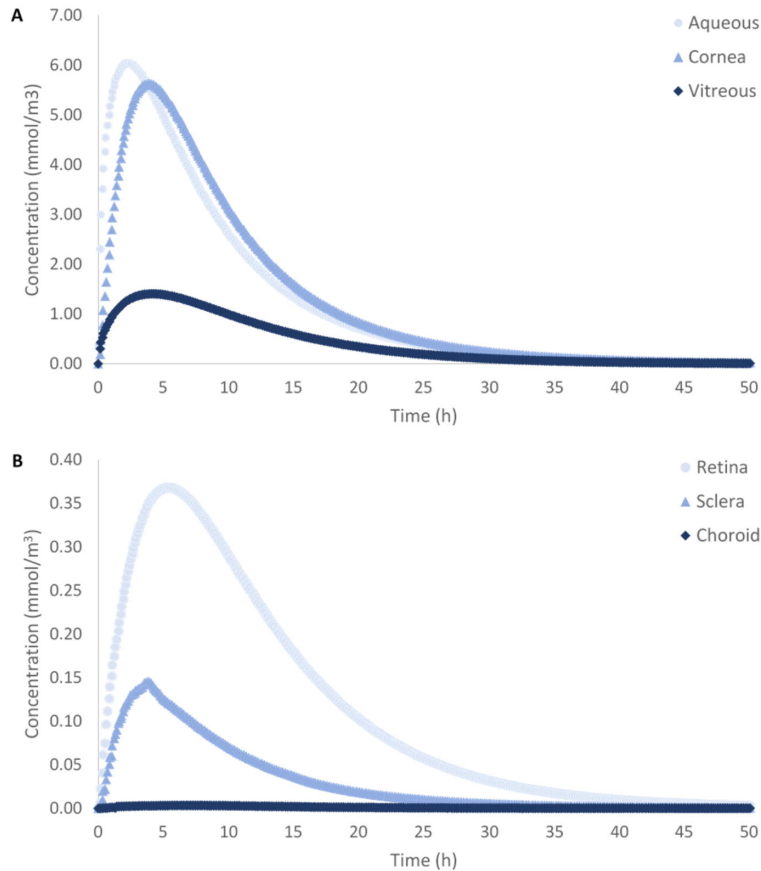 A
7.00
6.00
5.00
4.00
3.00
2.00
1.00
0.00
Concentration (mmol/m3)
0 5 10 15 20 25 30 35 40 45 50
Time (h)
Aqueous
Cornea
Vitreous
B
0.40
0.35
0.30
0.25
0.20
0.15
0.10
0.05
0.00
Concentration (mmol/m³)
0 5 10 15 20 25 30 35 40 45 50
Time (h)
Retina
Sclera
Choroid